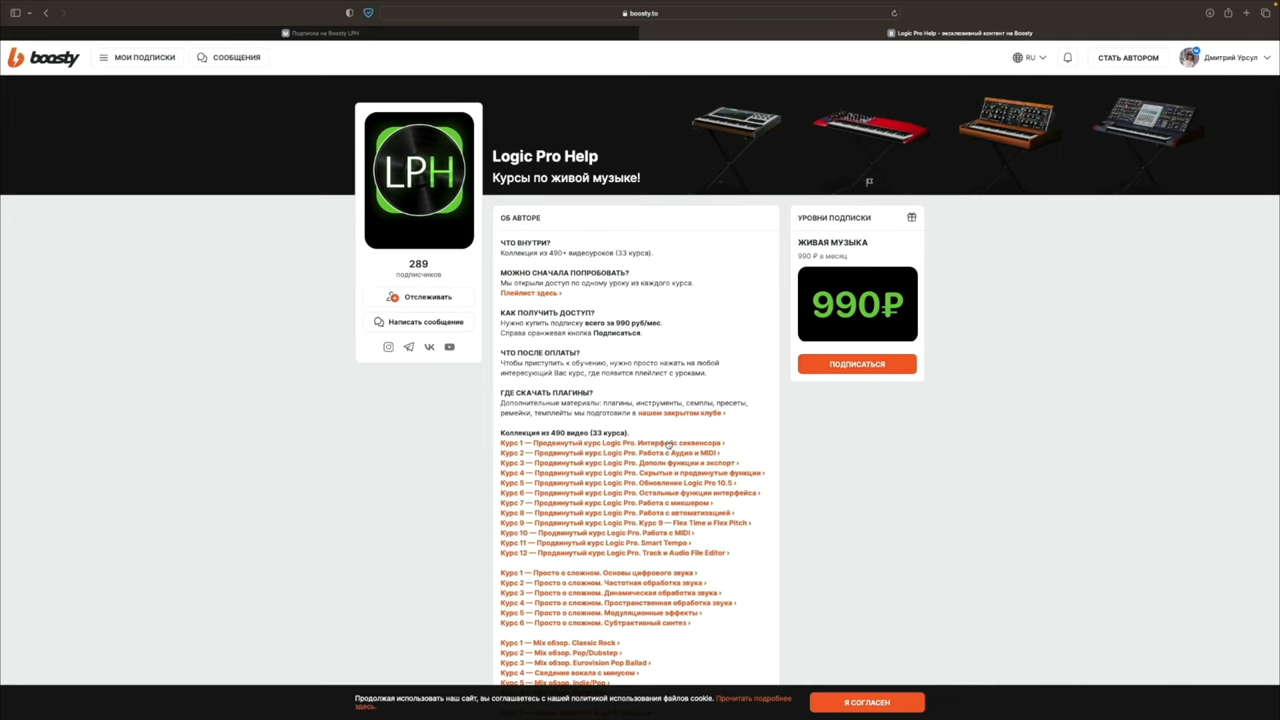 boosty.to
Подписка на Boosty LPH
Logic Pro Help - эксклюзивный контент на Boosty
boosty
МОИ ПОДПИСКИ
СООБЩЕНИЯ
RU
СТАТЬ АВТОРОМ
Дмитрий Урсул
LPH
Logic Pro Help
Курсы по живой музыке!
289
подписчиков
Отслеживать
Написать сообщение
ОБ АВТОРЕ
ЧТО ВНУТРИ?
Коллекция из 490+ видеоуроков (33 курса).
МОЖНО СНАЧАЛА ПОПРОБОВАТЬ?
Мы открыли доступ по одному уроку из каждого курса.
Плейлист здесь ›
КАК ПОЛУЧИТЬ ДОСТУП?
Нужно купить подписку всего за 990 руб/мес.
Справа оранжевая кнопка Подписаться.
ЧТО ПОСЛЕ ОПЛАТЫ?
Чтобы приступить к обучению, нужно просто нажать на любой
интересующий Вас курс, где появится плейлист с уроками.
ГДЕ СКАЧАТЬ ПЛАГИНЫ?
Дополнительные материалы: плагины, инструменты, семплы, пресеты,
ремейки, темплейты мы подготовили в нашем закрытом клубе ›
Коллекция из 490 видео (33 курса).
Курс 1 — Продвинутый курс Logic Pro. Интерфейс секвенсора ›
Курс 2 — Продвинутый курс Logic Pro. Работа с Аудио и MIDI ›
Курс 3 — Продвинутый курс Logic Pro. Дополн функции и экспорт ›
Курс 4 — Продвинутый курс Logic Pro. Скрытые и продвинутые функции ›
Курс 5 — Продвинутый курс Logic Pro. Обновление Logic Pro 10.5 ›
Курс 6 — Продвинутый курс Logic Pro. Остальные функции интерфейса ›
Курс 7 — Продвинутый курс Logic Pro. Работа с микшером ›
Курс 8 — Продвинутый курс Logic Pro. Работа с автоматизацией ›
Курс 9 — Продвинутый курс Logic Pro. Курс 9 — Flex Time и Flex Pitch ›
Курс 10 — Продвинутый курс Logic Pro. Работа с MIDI ›
Курс 11 — Продвинутый курс Logic Pro. Smart Tempo ›
Курс 12 — Продвинутый курс Logic Pro. Track и Audio File Editor ›
Курс 1 — Просто о сложном. Основы цифрового звука ›
Курс 2 — Просто о сложном. Частотная обработка звука ›
Курс 3 — Просто о сложном. Динамическая обработка звука ›
Курс 4 — Просто о сложном. Пространственная обработка звука ›
Курс 5 — Просто о сложном. Модуляционные эффекты ›
Курс 6 — Просто о сложном. Субтрактивный синтез ›
Курс 1 — Mix обзор. Classic Rock ›
Курс 2 — Mix обзор. Pop/Dubstep ›
Курс 3 — Mix обзор. Eurovision Pop Ballad ›
Курс 4 — Сведение вокала с минусом ›
Курс 5 — Mix обзор. Indie/Pop ›
УРОВНИ ПОДПИСКИ
ЖИВАЯ МУЗЫКА
990 ₽ в месяц
990₽
ПОДПИСАТЬСЯ
Продолжая использовать наш сайт, вы соглашаетесь с нашей политикой использования файлов cookie. Прочитать подробнее
здесь.
Я СОГЛАСЕН